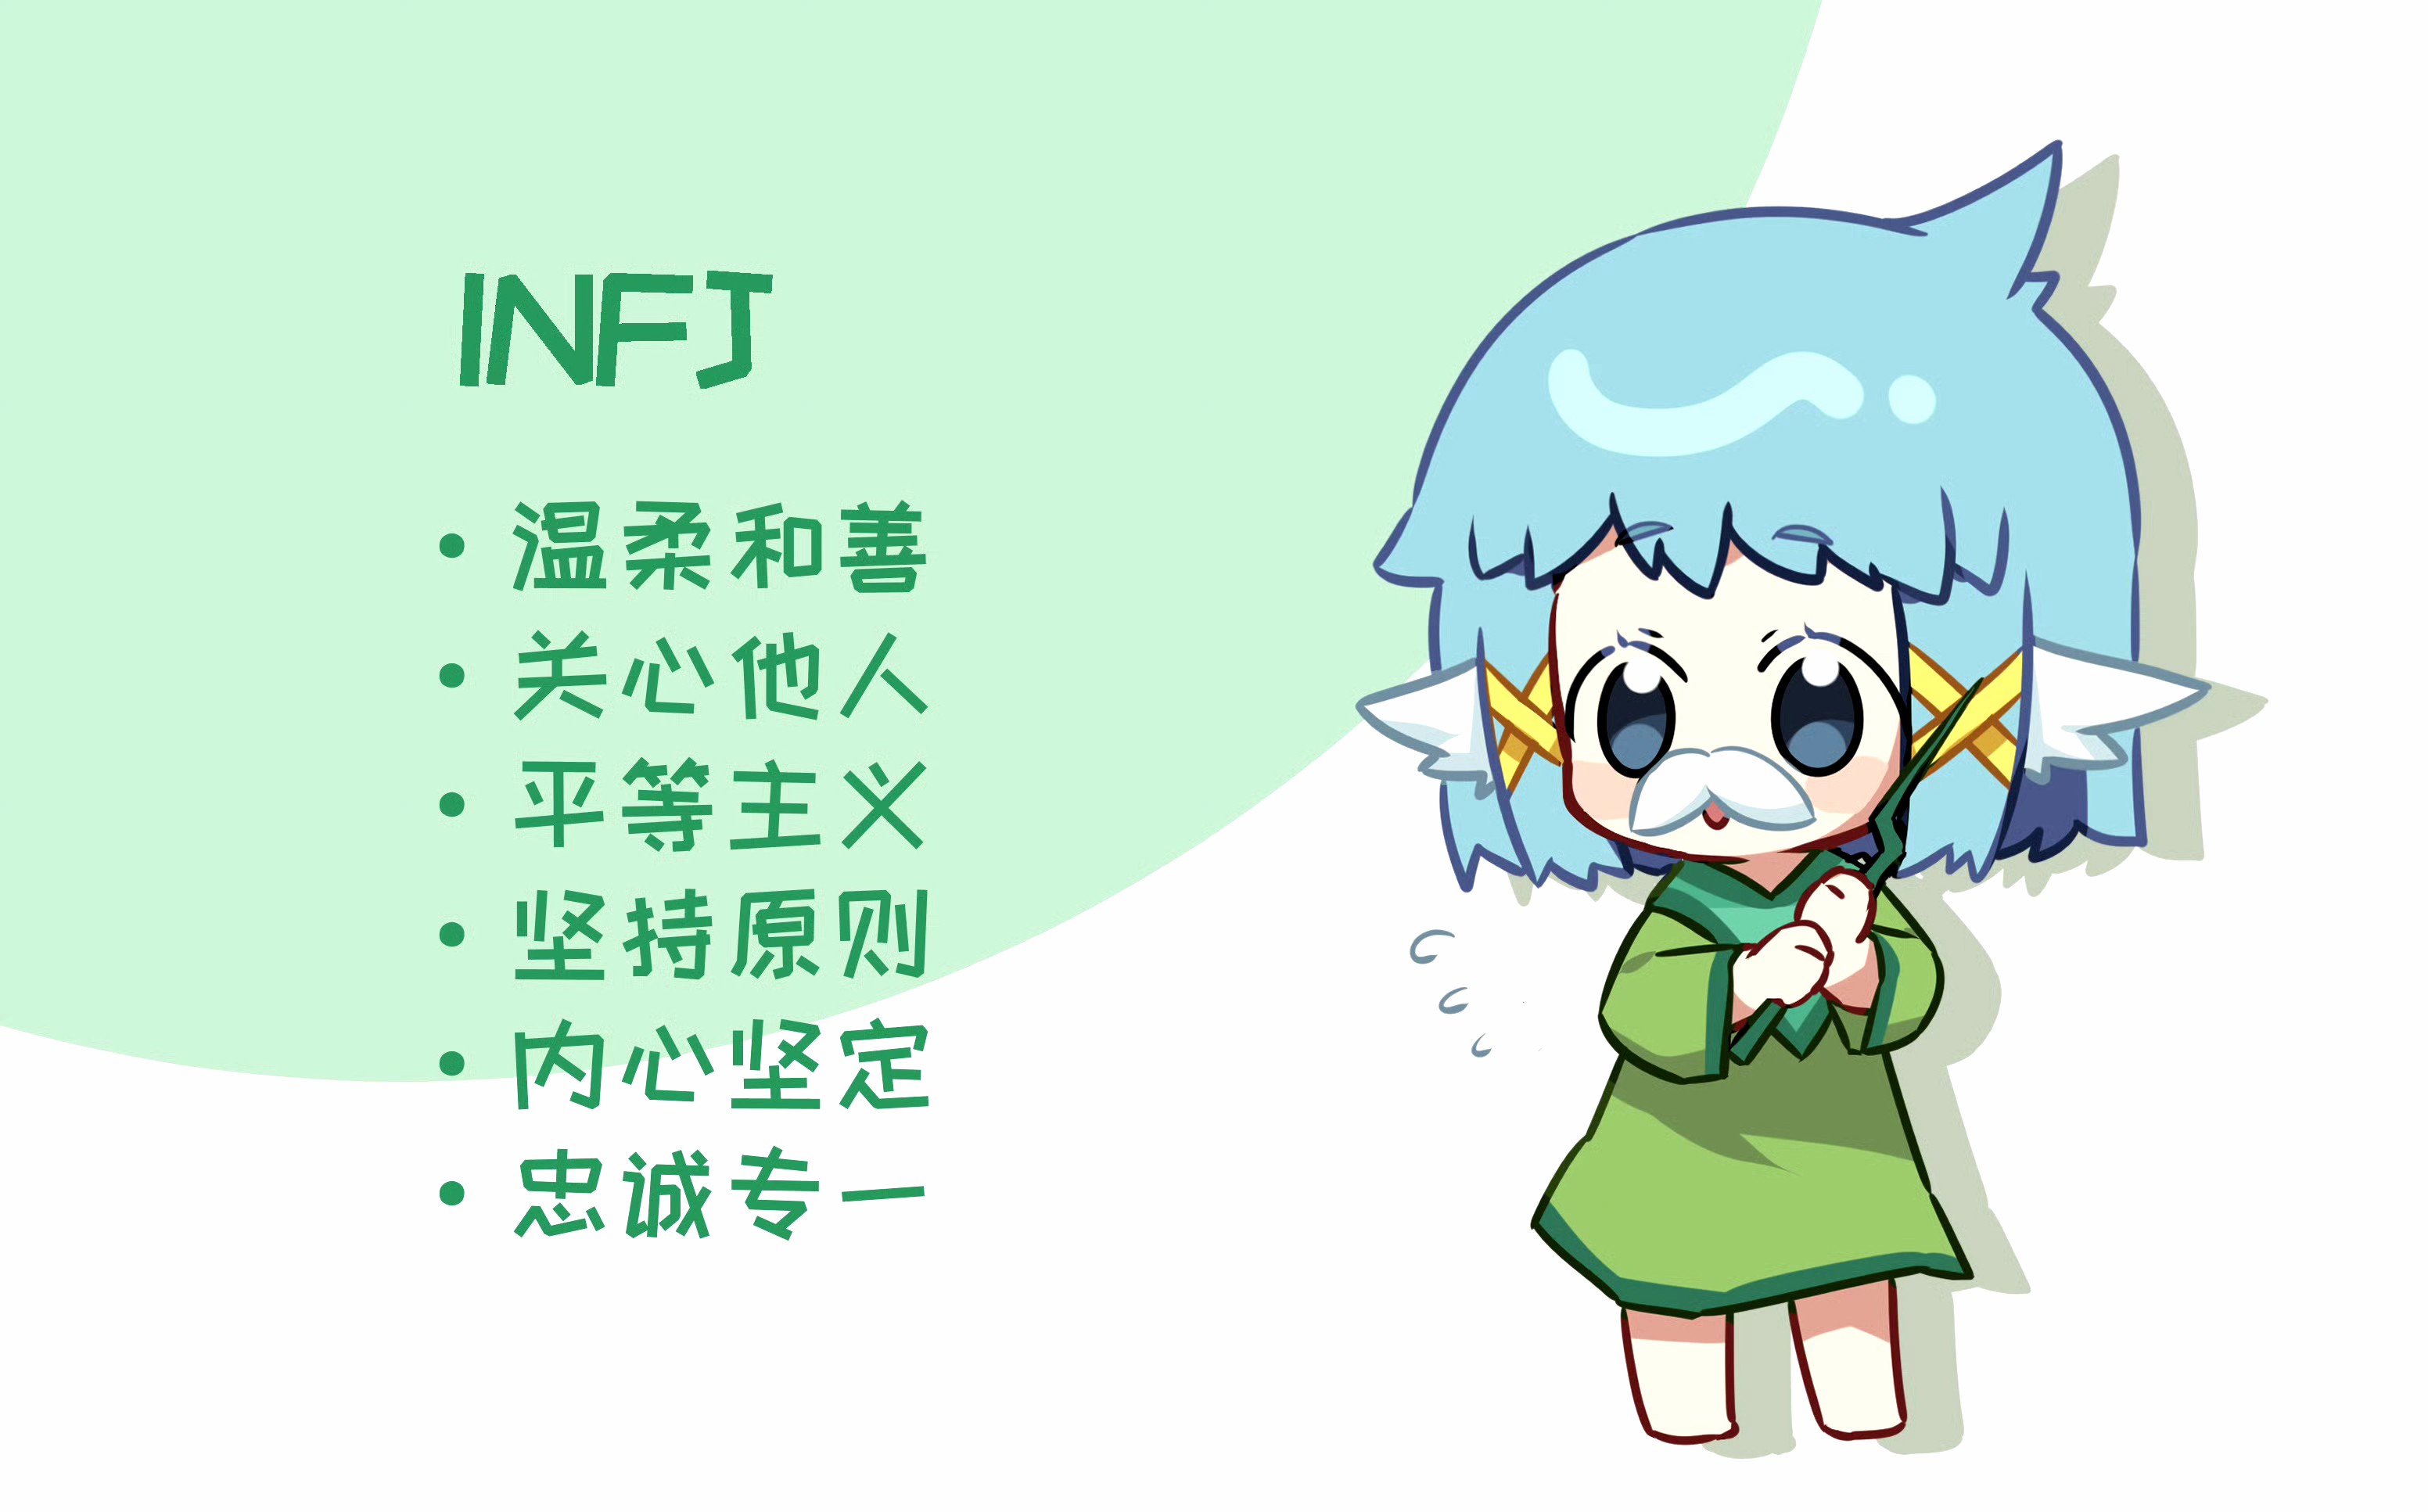 INFJ
• 温柔和善
• 关心他人
• 平等主义
• 坚持原则
• 内心坚定
• 忠诚专一